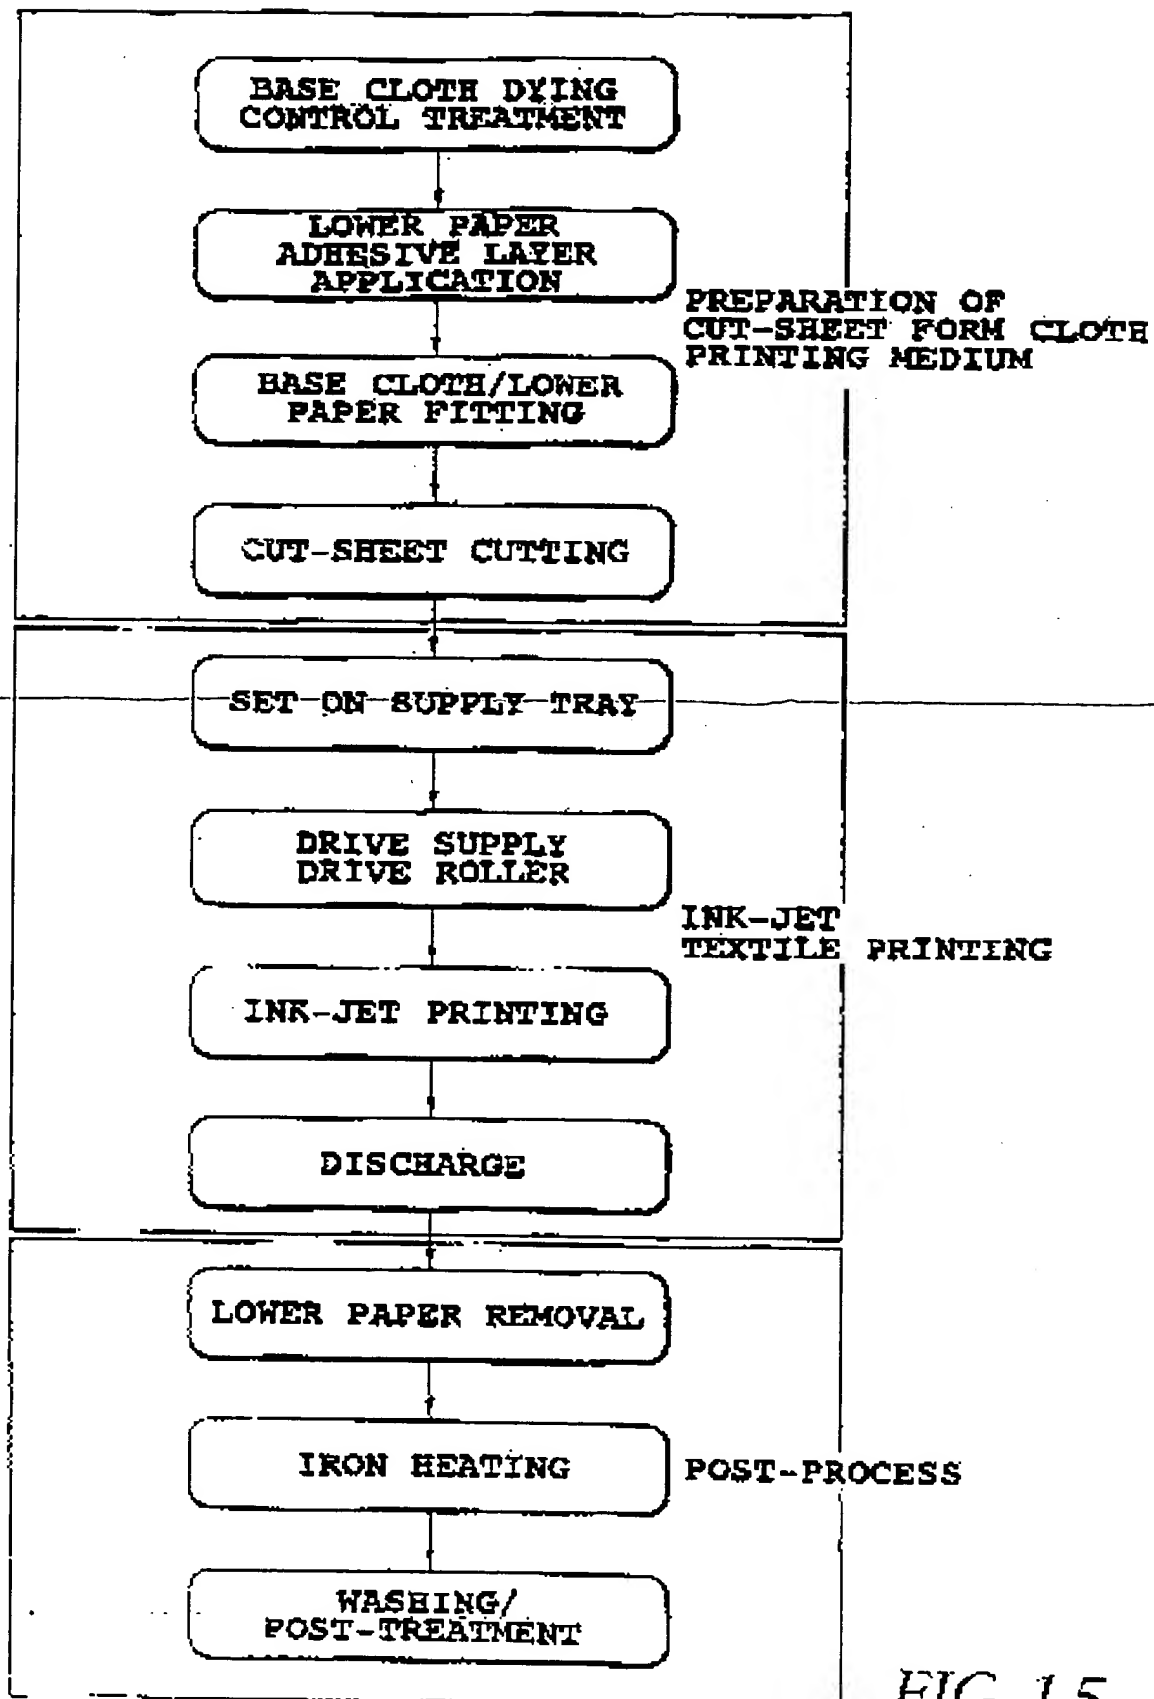 BASE CLOTH DYING
CONTROL TREATMENT
LOWER PAPER
ADHESIVE LAYER
APPLICATION
PREPARATION OF
CUT-SHEET FORM CLOTH
PRINTING MEDIUM
BASE CLOTH/LOWER
PAPER FITTING
CUT-SHEET CUTTING
SET ON SUPPLY TRAY
DRIVE SUPPLY
DRIVE ROLLER
INK-JET
TEXTILE PRINTING
INK-JET PRINTING
DISCHARGE
LOWER PAPER REMOVAL
IRON HEATING
POST-PROCESS
WASHING/
POST-TREATMENT
FIG. 15